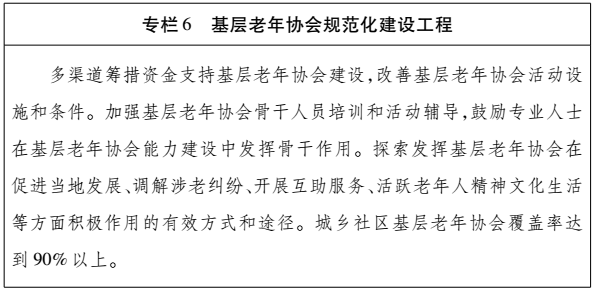 专栏6 基层老年协会规范化建设工程
多渠道筹措资金支持基层老年协会建设,改善基层老年协会活动设
施和条件。加强基层老年协会骨干人员培训和活动辅导,鼓励专业人士
在基层老年协会能力建设中发挥骨干作用。探索发挥基层老年协会在
促进当地发展、调解涉老纠纷、开展互助服务、活跃老年人精神文化生活
等方面积极作用的有效方式和途径。城乡社区基层老年协会覆盖率达
到90%以上。